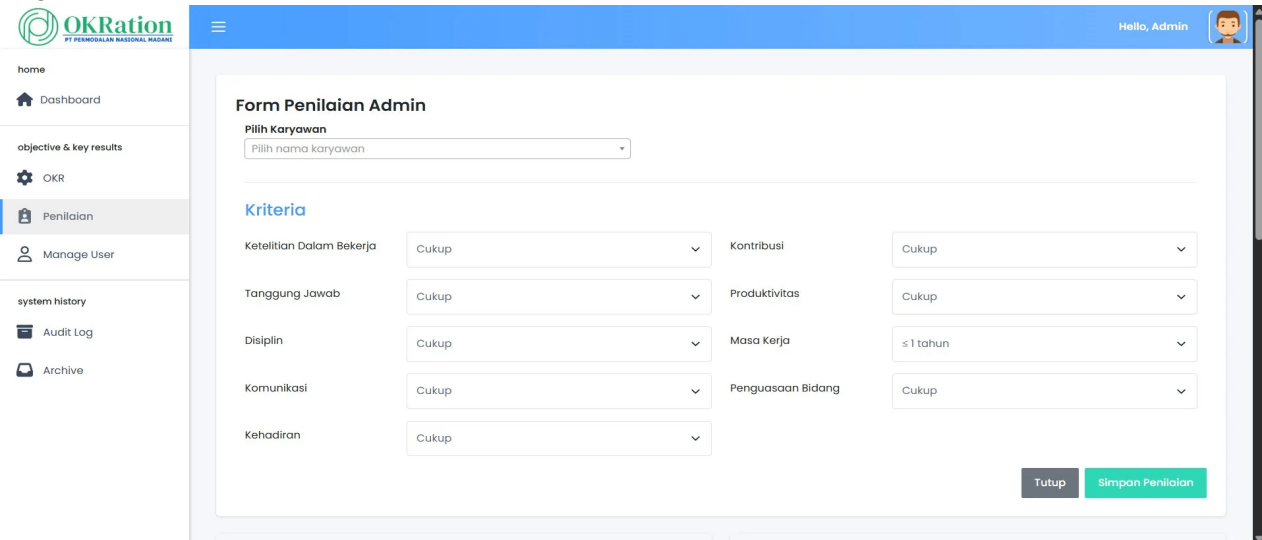 OKRation
PT PERMODALAN NASIONAL MADANI
Hello, Admin
home
Dashboard
objective & key results
OKR
Penilaian
Manage User
system history
Audit Log
Archive
Form Penilaian Admin
Pilih Karyawan
Pilih nama karyawan
Kriteria
Ketelitian Dalam Bekerja
Cukup
Kontribusi
Cukup
Tanggung Jawab
Cukup
Produktivitas
Cukup
Disiplin
Cukup
Masa Kerja
≤ 1 tahun
Komunikasi
Cukup
Penguasaan Bidang
Cukup
Kehadiran
Cukup
Tutup
Simpan Penilaian